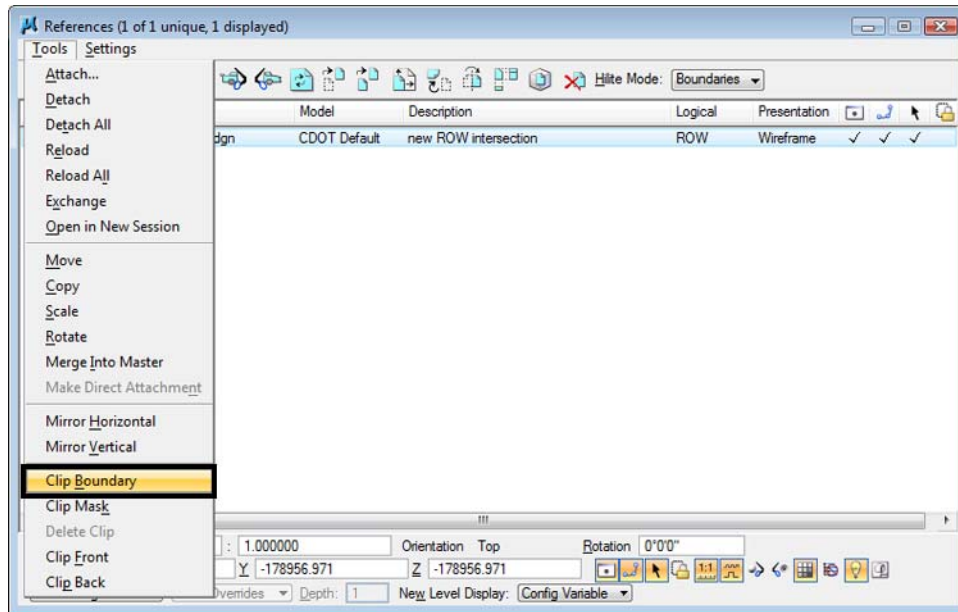 References (1 of 1 unique, 1 displayed)
Tools Settings
Attach...
Detach
Detach All
Reload
Reload All
Exchange
Open in New Session
Move
Copy
Scale
Rotate
Merge Into Master
Make Direct Attachment
Mirror Horizontal
Mirror Vertical
Clip Boundary
Clip Mask
Delete Clip
Clip Front
Clip Back
Hilite Mode: Boundaries
Model Description Logical Presentation
dgn CDOT Default new ROW intersection ROW Wireframe ✓ ✓ ✓
: 1.000000 Orientation Top Rotation 0°0'0"
Y -178956.971 Z -178956.971 1:1
Overrides Depth: 1 New Level Display: Config Variable